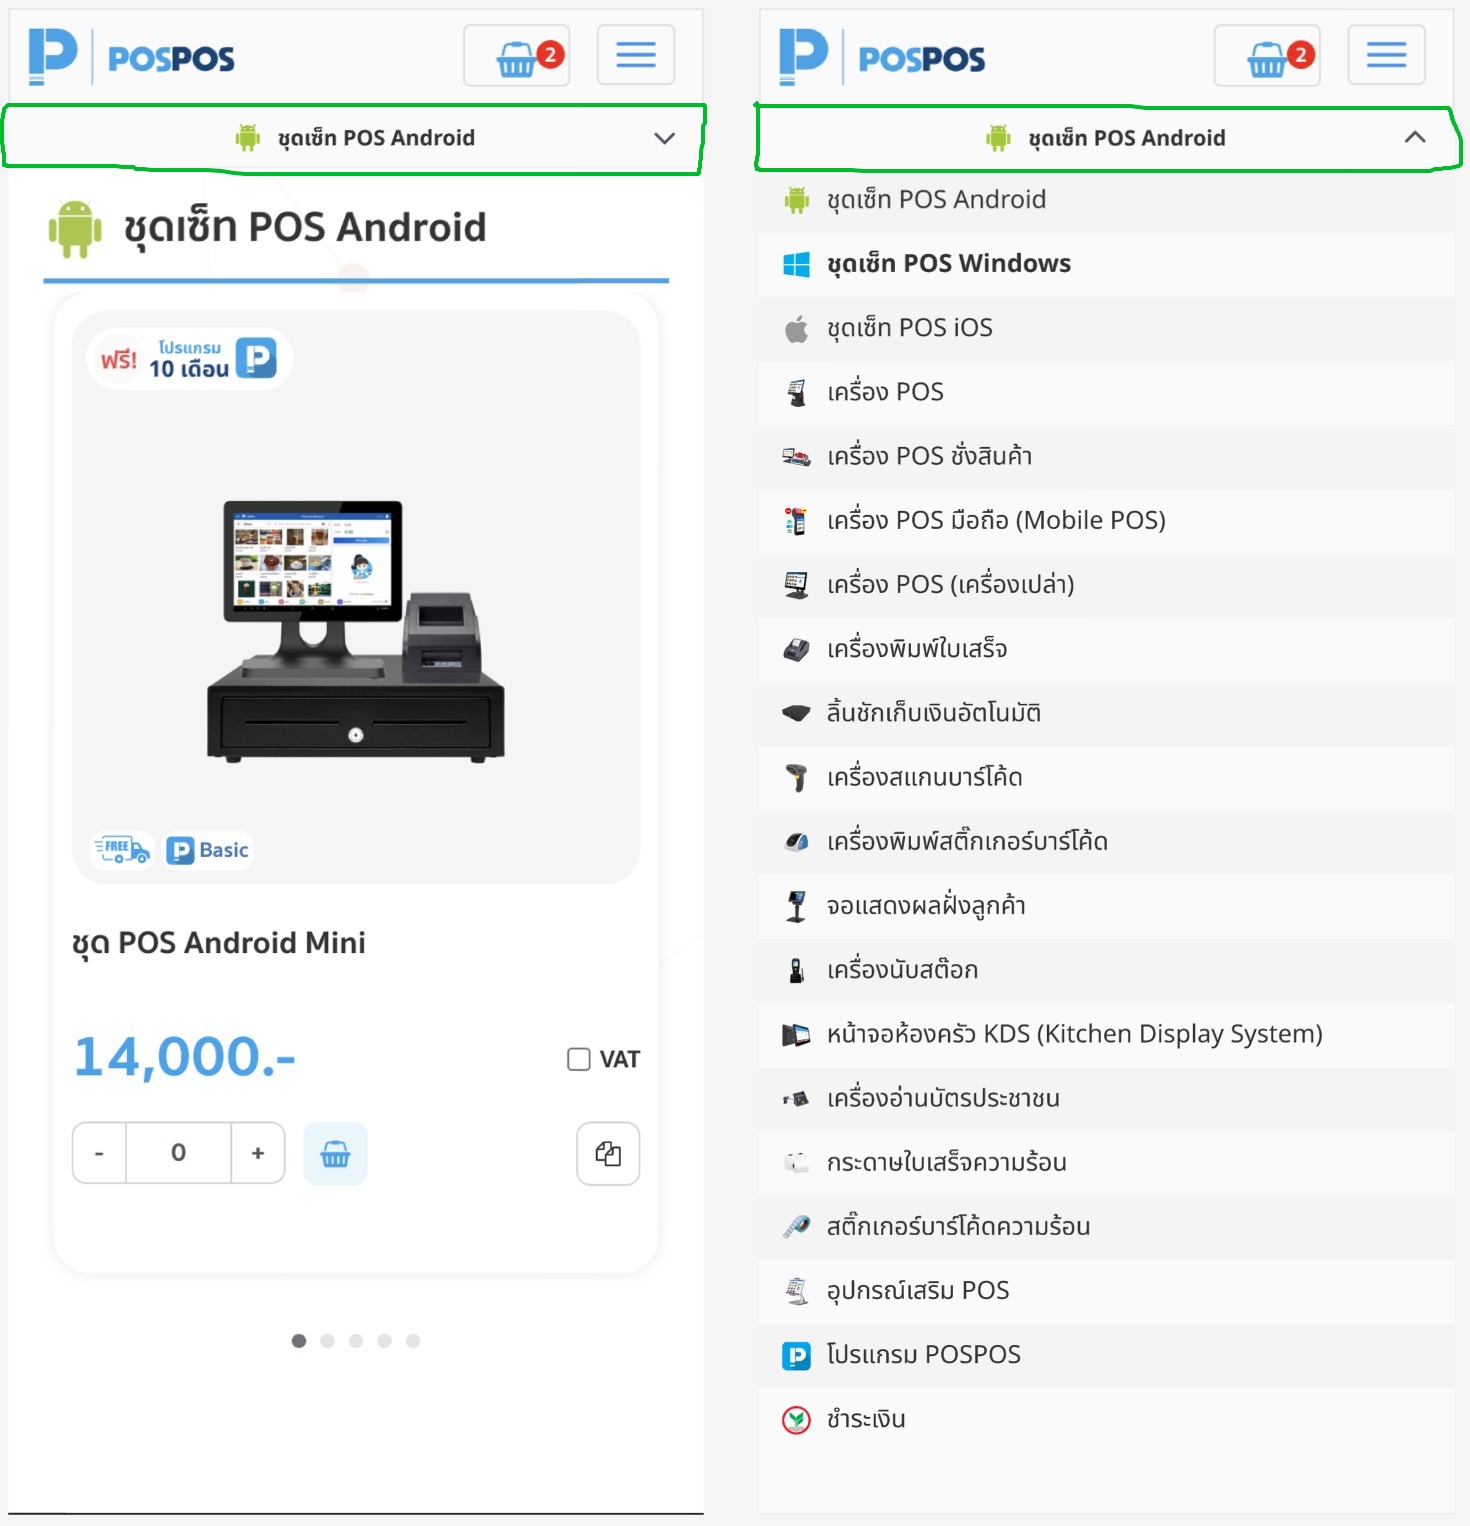 POSPOS
2
ชุดเซ็ท POS Android
ชุดเซ็ท POS Android
ฟรี!
โปรแกรม
10 เดือน
FREE
Basic
ชุด POS Android Mini
14,000.-
VAT
- 0 +
POSPOS
2
ชุดเซ็ท POS Android
ชุดเซ็ท POS Android
ชุดเซ็ท POS Windows
ชุดเซ็ท POS iOS
เครื่อง POS
เครื่อง POS ชั่งสินค้า
เครื่อง POS มือถือ (Mobile POS)
เครื่อง POS (เครื่องเปล่า)
เครื่องพิมพ์ใบเสร็จ
ลิ้นชักเก็บเงินอัตโนมัติ
เครื่องสแกนบาร์โค้ด
เครื่องพิมพ์สติ๊กเกอร์บาร์โค้ด
จอแสดงผลฝั่งลูกค้า
เครื่องนับสต๊อก
หน้าจอห้องครัว KDS (Kitchen Display System)
เครื่องอ่านบัตรประชาชน
กระดาษใบเสร็จความร้อน
สติ๊กเกอร์บาร์โค้ดความร้อน
อุปกรณ์เสริม POS
โปรแกรม POSPOS
ชำระเงิน